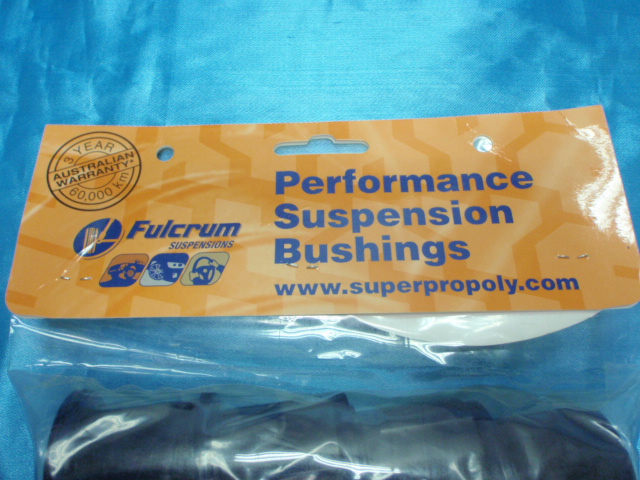 3 YEAR
AUSTRALIAN
WARRANTY*
60,000 km
Fulcrum
SUSPENSIONS
Performance
Suspension
Bushings
www.superpropoly.com